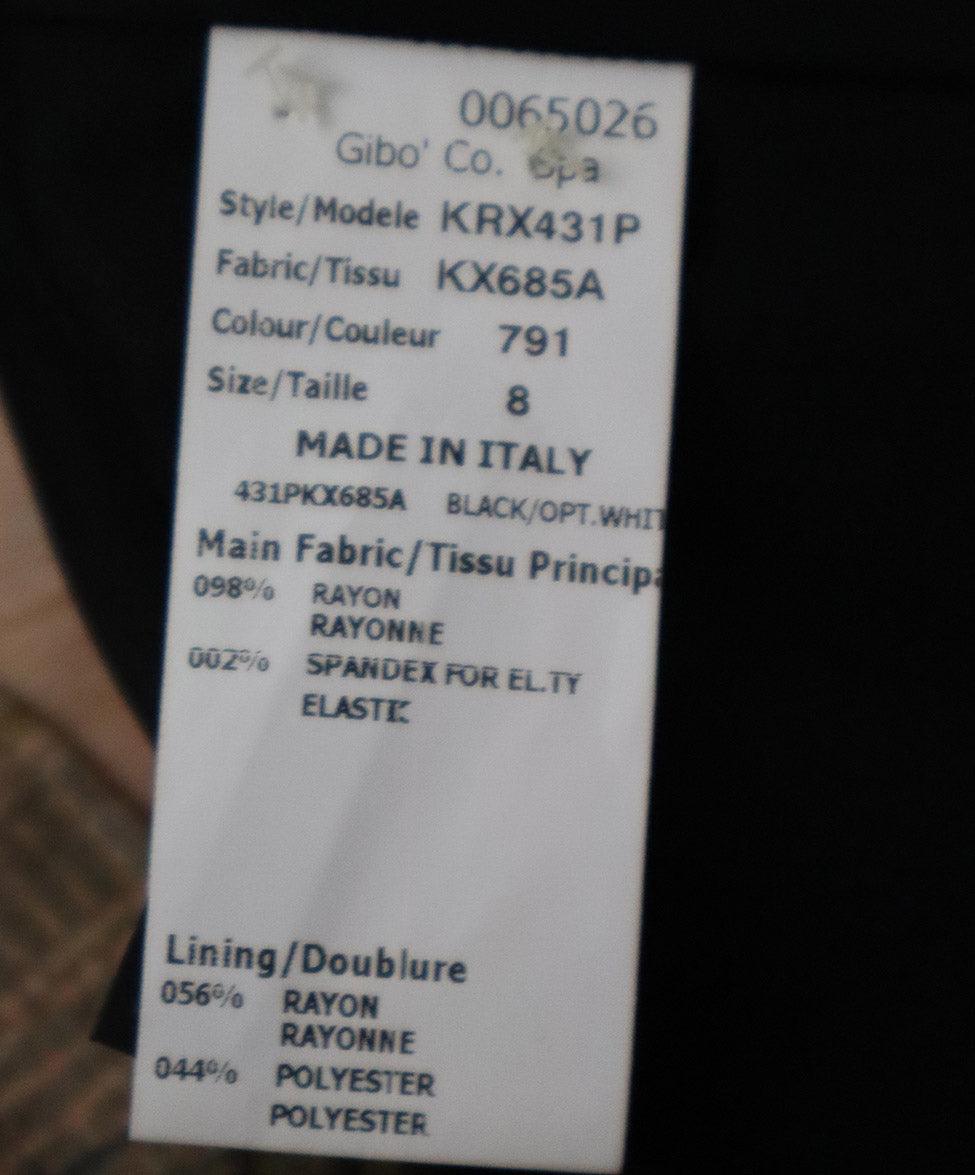 0065026
Gibo' Co. Spa
Style/Modele KRX431P
Fabric/Tissu KX685A
Colour/Couleur 791
Size/Taille 8
MADE IN ITALY
431PKX685A BLACK/OPT.WHIT
Main Fabric/Tissu Principa
098% RAYON
RAYONNE
002% SPANDEX FOR EL.TY
ELASTIC
Lining/Doublure
056% RAYON
RAYONNE
044% POLYESTER
POLYESTER